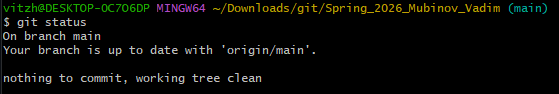 vitzh@DESKTOP-OC7O6DP MINGW64 ~/Downloads/git/Spring_2026_Mubinov_Vadim (main)
$ git status
On branch main
Your branch is up to date with 'origin/main'.

nothing to commit, working tree clean